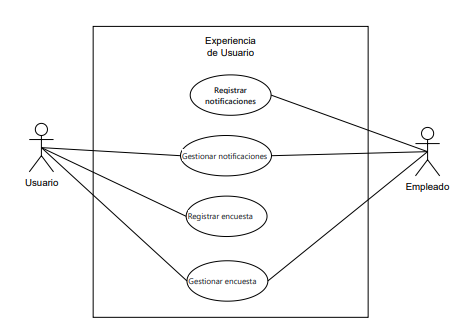 Experiencia
de Usuario
Registrar
notificaciones
Gestionar notificaciones
Usuario
Empleado
Registrar encuesta
Gestionar encuesta